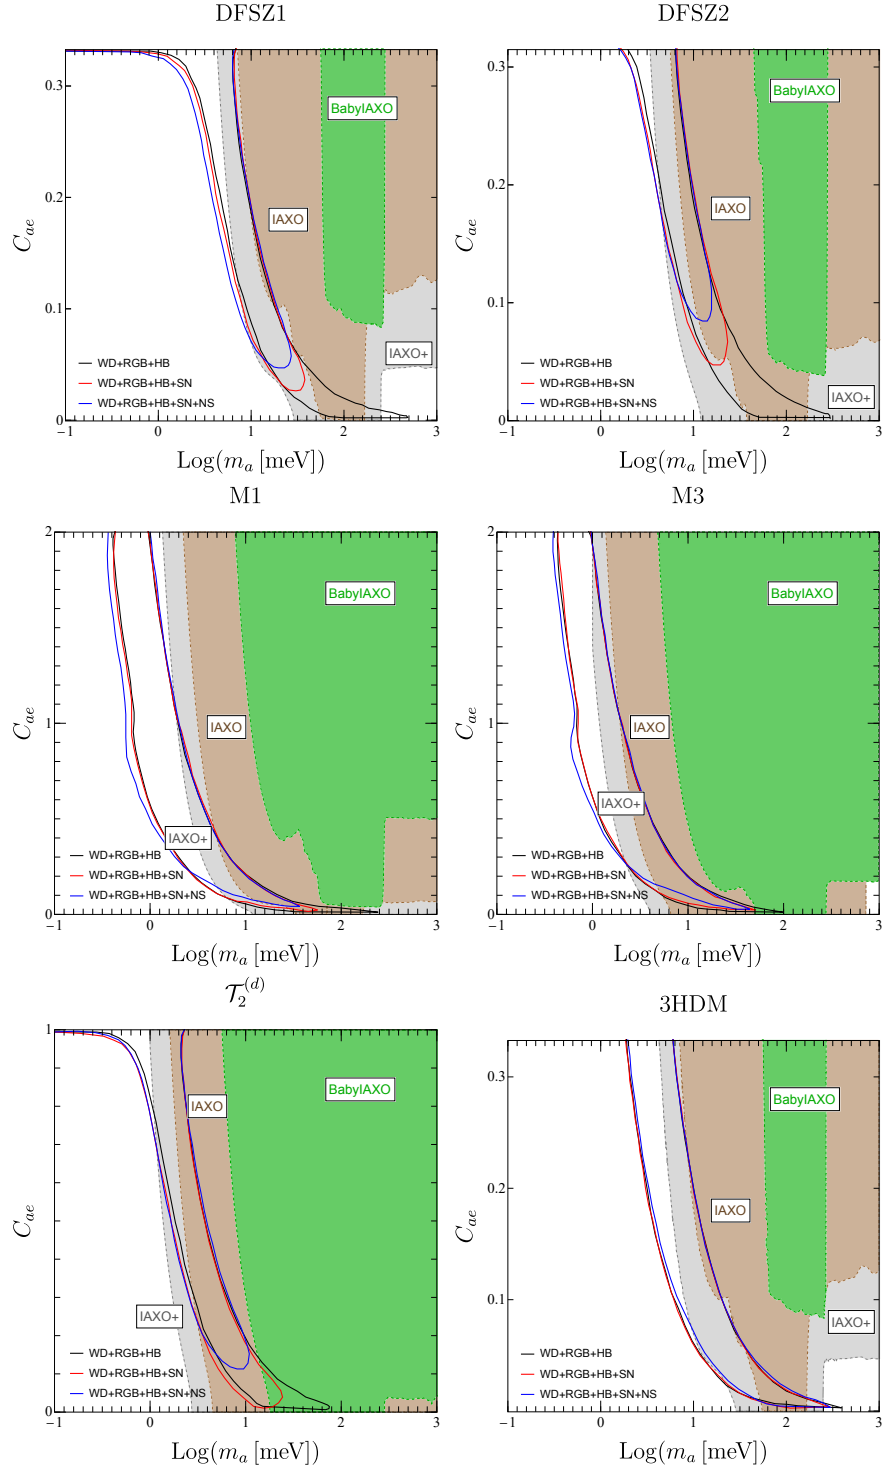 DFSZ1
DFSZ2
0.3
0.2
0.1
0
C_ae
BabyIAXO
IAXO
IAXO+
WD+RGB+HB
WD+RGB+HB+SN
WD+RGB+HB+SN+NS
−1 0 1 2 3
Log(m_a [meV])
0.3
0.2
0.1
0
C_ae
BabyIAXO
IAXO
IAXO+
WD+RGB+HB
WD+RGB+HB+SN
WD+RGB+HB+SN+NS
−1 0 1 2 3
Log(m_a [meV])
M1
M3
2
1
0
C_ae
BabyIAXO
IAXO
IAXO+
WD+RGB+HB
WD+RGB+HB+SN
WD+RGB+HB+SN+NS
−1 0 1 2 3
Log(m_a [meV])
2
1
0
C_ae
BabyIAXO
IAXO
IAXO+
WD+RGB+HB
WD+RGB+HB+SN
WD+RGB+HB+SN+NS
−1 0 1 2 3
Log(m_a [meV])
𝒯_2^(d)
3HDM
1
0
C_ae
BabyIAXO
IAXO
IAXO+
WD+RGB+HB
WD+RGB+HB+SN
WD+RGB+HB+SN+NS
−1 0 1 2 3
Log(m_a [meV])
0.3
0.2
0.1
C_ae
BabyIAXO
IAXO
IAXO+
WD+RGB+HB
WD+RGB+HB+SN
WD+RGB+HB+SN+NS
−1 0 1 2 3
Log(m_a [meV])